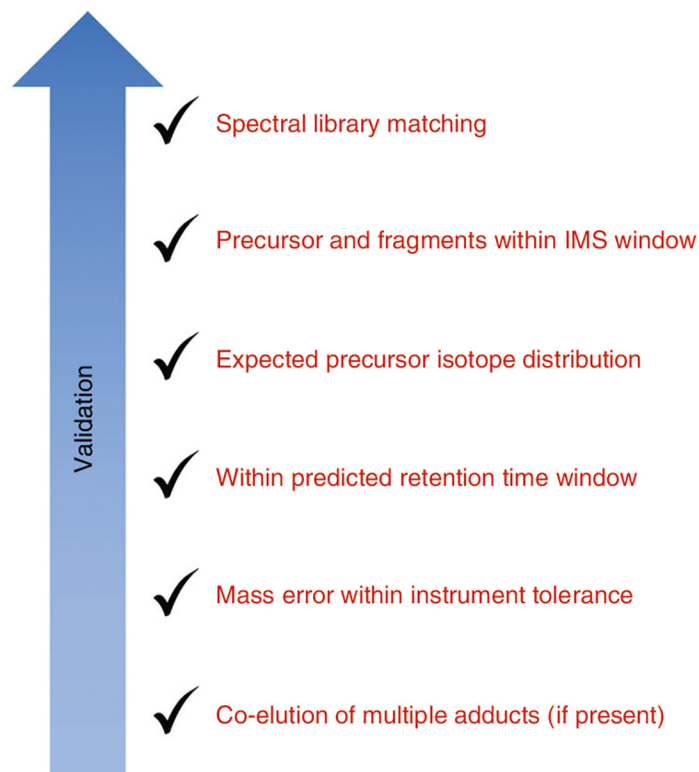 Spectral library matching
Precursor and fragments within IMS window
Expected precursor isotope distribution
Validation
Within predicted retention time window
Mass error within instrument tolerance
Co-elution of multiple adducts (if present)